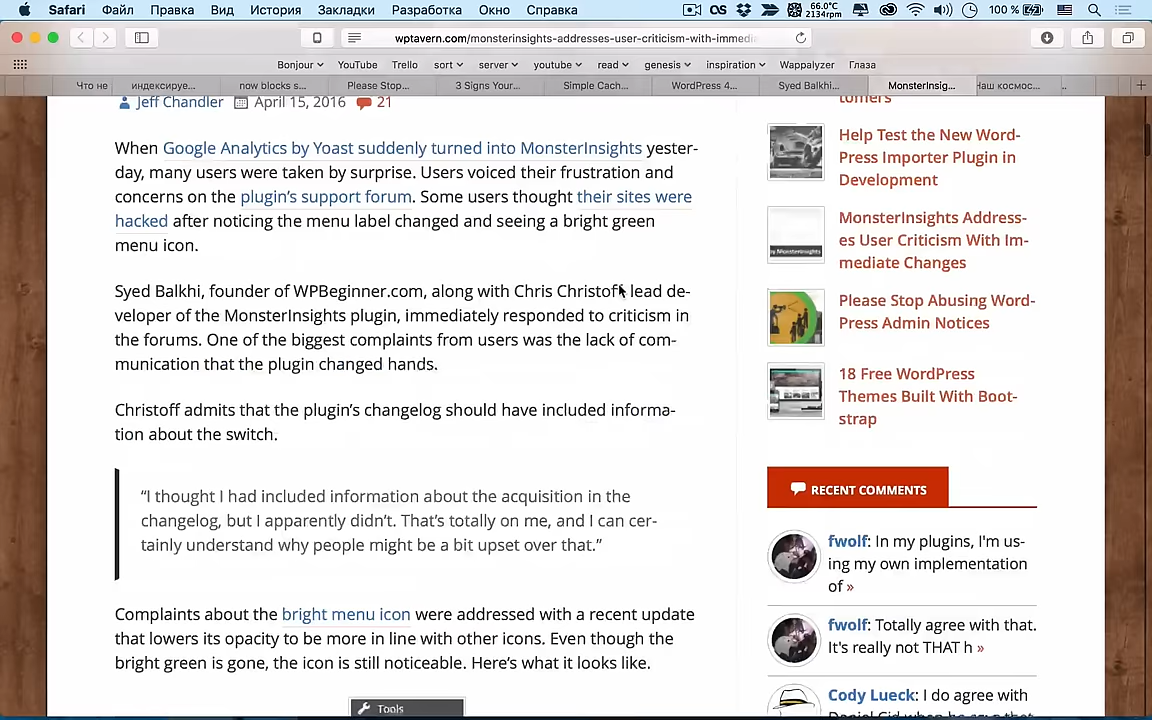 Safari Файл Правка Вид История Закладки Разработка Окно Справка 66.0°C 2134rpm 100 %
wptavern.com/monsterinsights-addresses-user-criticism-with-immedi
Bonjour YouTube Trello sort server youtube read genesis inspiration Wappalyzer Глаза
Что не индексируе... now blocks s... Please Stop... 3 Signs Your... Simple Cach... WordPress 4... Syed Balkhi... MonsterInsig... Наш космос...
Jeff Chandler April 15, 2016 21
When Google Analytics by Yoast suddenly turned into MonsterInsights yester-
day, many users were taken by surprise. Users voiced their frustration and
concerns on the plugin's support forum. Some users thought their sites were
hacked after noticing the menu label changed and seeing a bright green
menu icon.
Syed Balkhi, founder of WPBeginner.com, along with Chris Christoff lead de-
veloper of the MonsterInsights plugin, immediately responded to criticism in
the forums. One of the biggest complaints from users was the lack of com-
munication that the plugin changed hands.
Christoff admits that the plugin's changelog should have included informa-
tion about the switch.
“I thought I had included information about the acquisition in the
changelog, but I apparently didn't. That's totally on me, and I can cer-
tainly understand why people might be a bit upset over that.”
Complaints about the bright menu icon were addressed with a recent update
that lowers its opacity to be more in line with other icons. Even though the
bright green is gone, the icon is still noticeable. Here's what it looks like.
Tools
tomers
Help Test the New Word-
Press Importer Plugin in
Development
MonsterInsights Address-
es User Criticism With Im-
mediate Changes
Please Stop Abusing Word-
Press Admin Notices
18 Free WordPress
Themes Built With Boot-
strap
RECENT COMMENTS
fwolf: In my plugins, I'm us-
ing my own implementation
of »
fwolf: Totally agree with that.
It's really not THAT h »
Cody Lueck: I do agree with